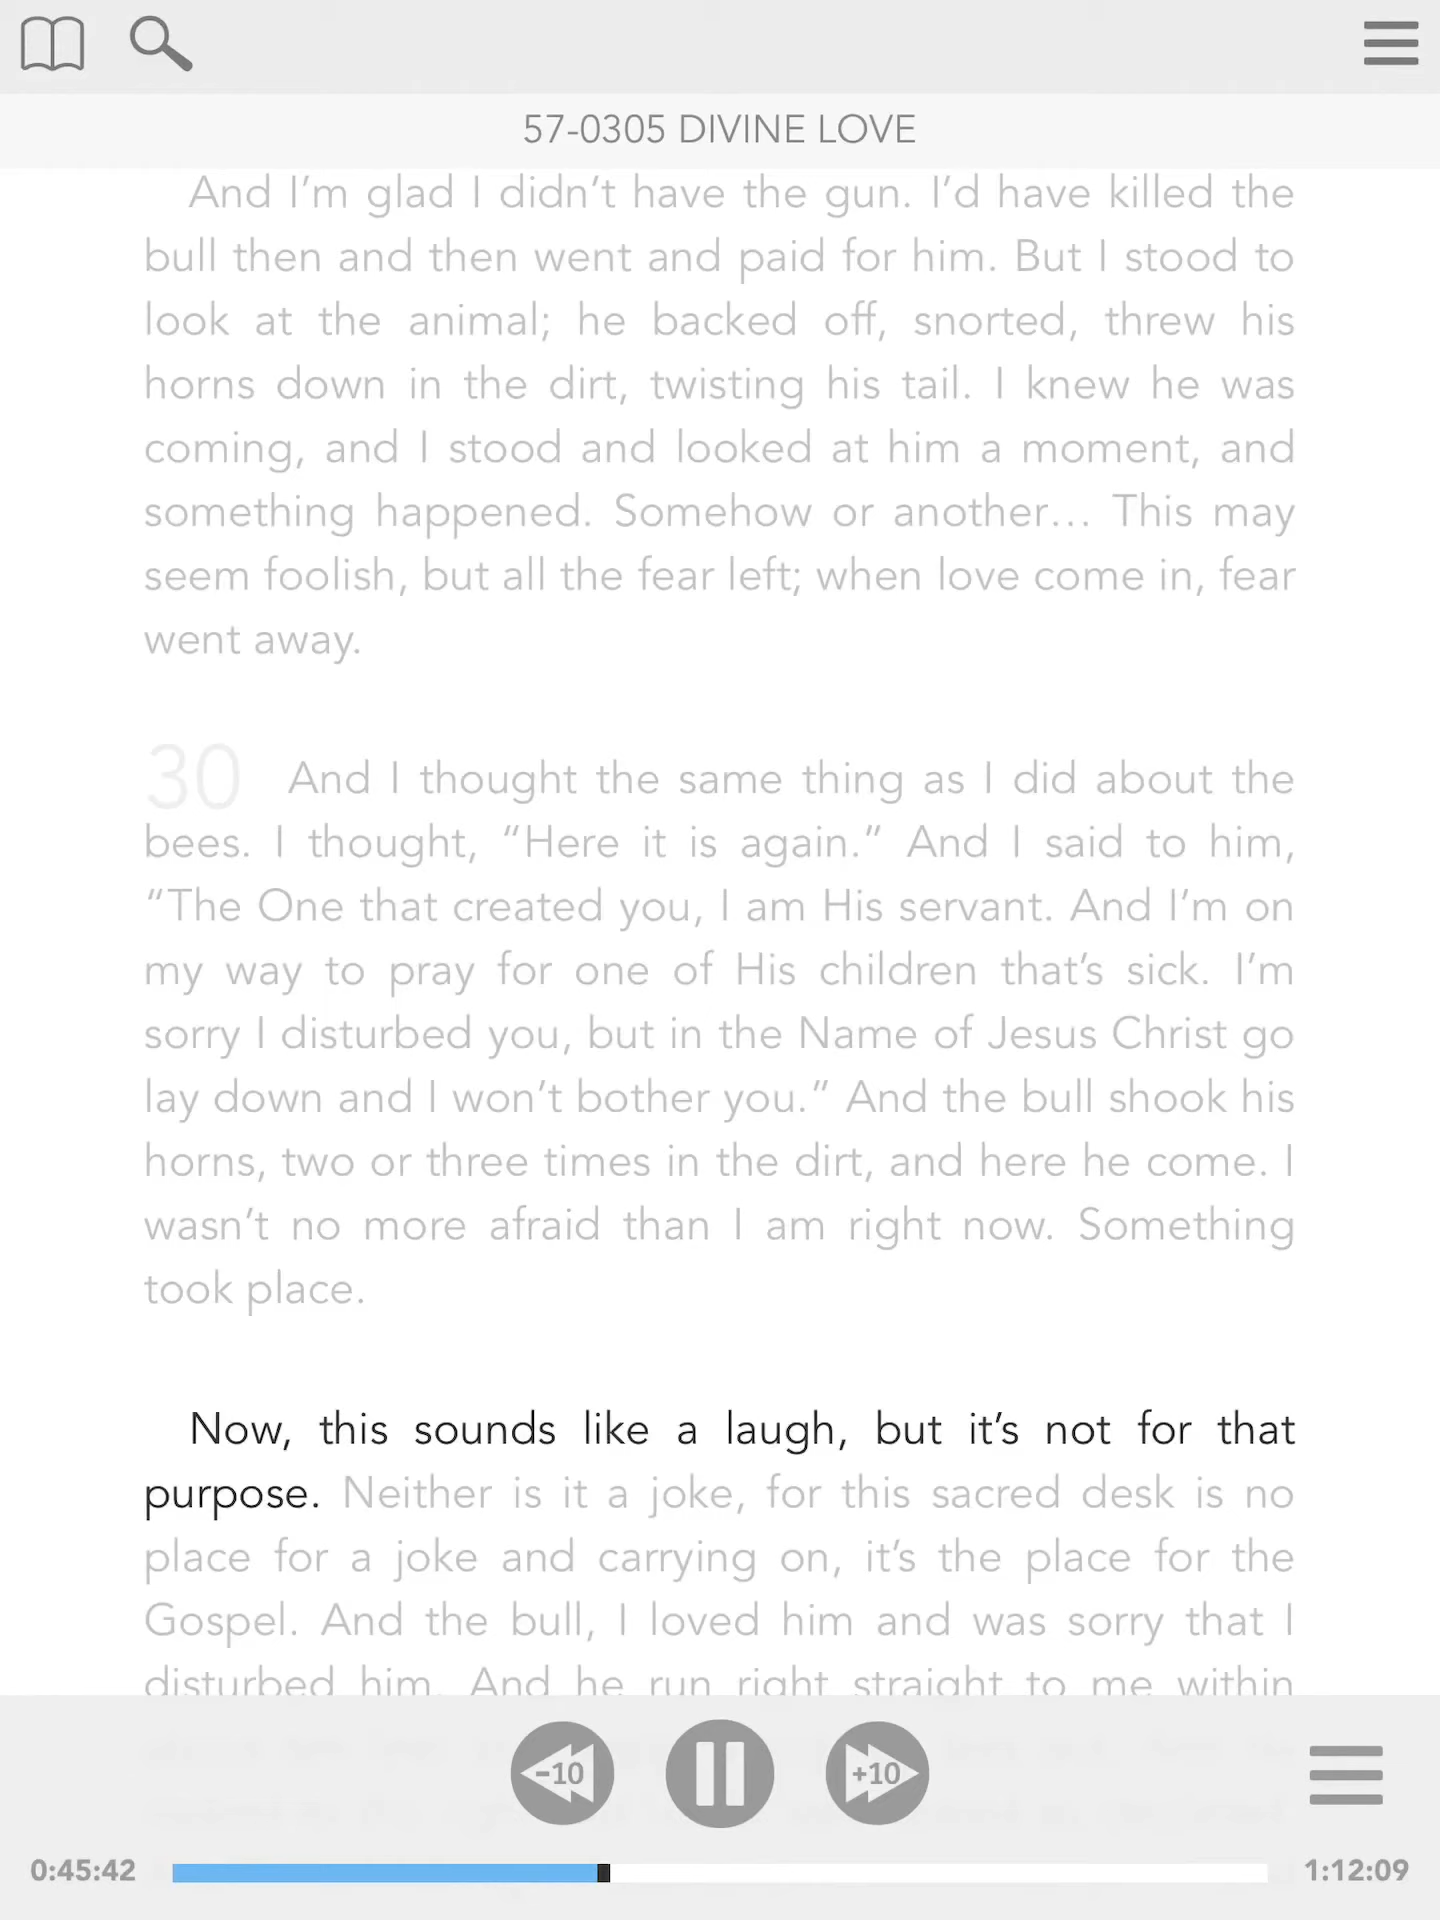 57-0305 DIVINE LOVE
And I’m glad I didn’t have the gun. I’d have killed the
bull then and then went and paid for him. But I stood to
look at the animal; he backed off, snorted, threw his
horns down in the dirt, twisting his tail. I knew he was
coming, and I stood and looked at him a moment, and
something happened. Somehow or another… This may
seem foolish, but all the fear left; when love come in, fear
went away.
30 And I thought the same thing as I did about the
bees. I thought, “Here it is again.” And I said to him,
“The One that created you, I am His servant. And I’m on
my way to pray for one of His children that’s sick. I’m
sorry I disturbed you, but in the Name of Jesus Christ go
lay down and I won’t bother you.” And the bull shook his
horns, two or three times in the dirt, and here he come. I
wasn’t no more afraid than I am right now. Something
took place.
Now, this sounds like a laugh, but it’s not for that
purpose. Neither is it a joke, for this sacred desk is no
place for a joke and carrying on, it’s the place for the
Gospel. And the bull, I loved him and was sorry that I
disturbed him. And he run right straight to me within
-10 +10
0:45:42 1:12:09